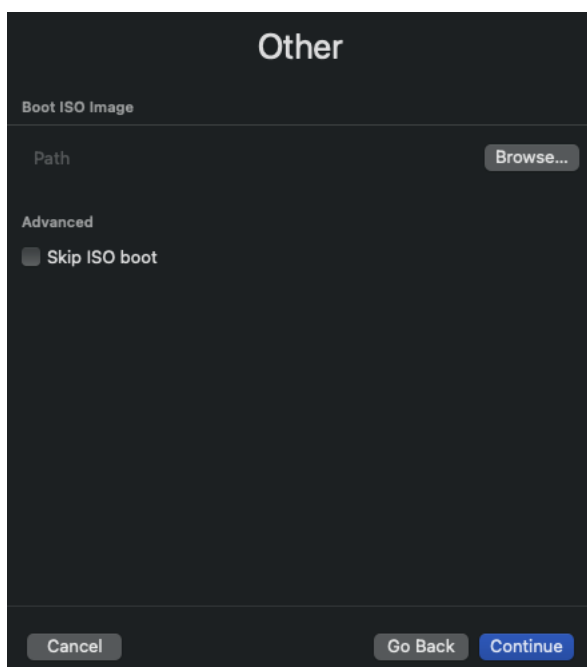 Other
Boot ISO Image
Path
Browse...
Advanced
Skip ISO boot
Cancel
Go Back
Continue